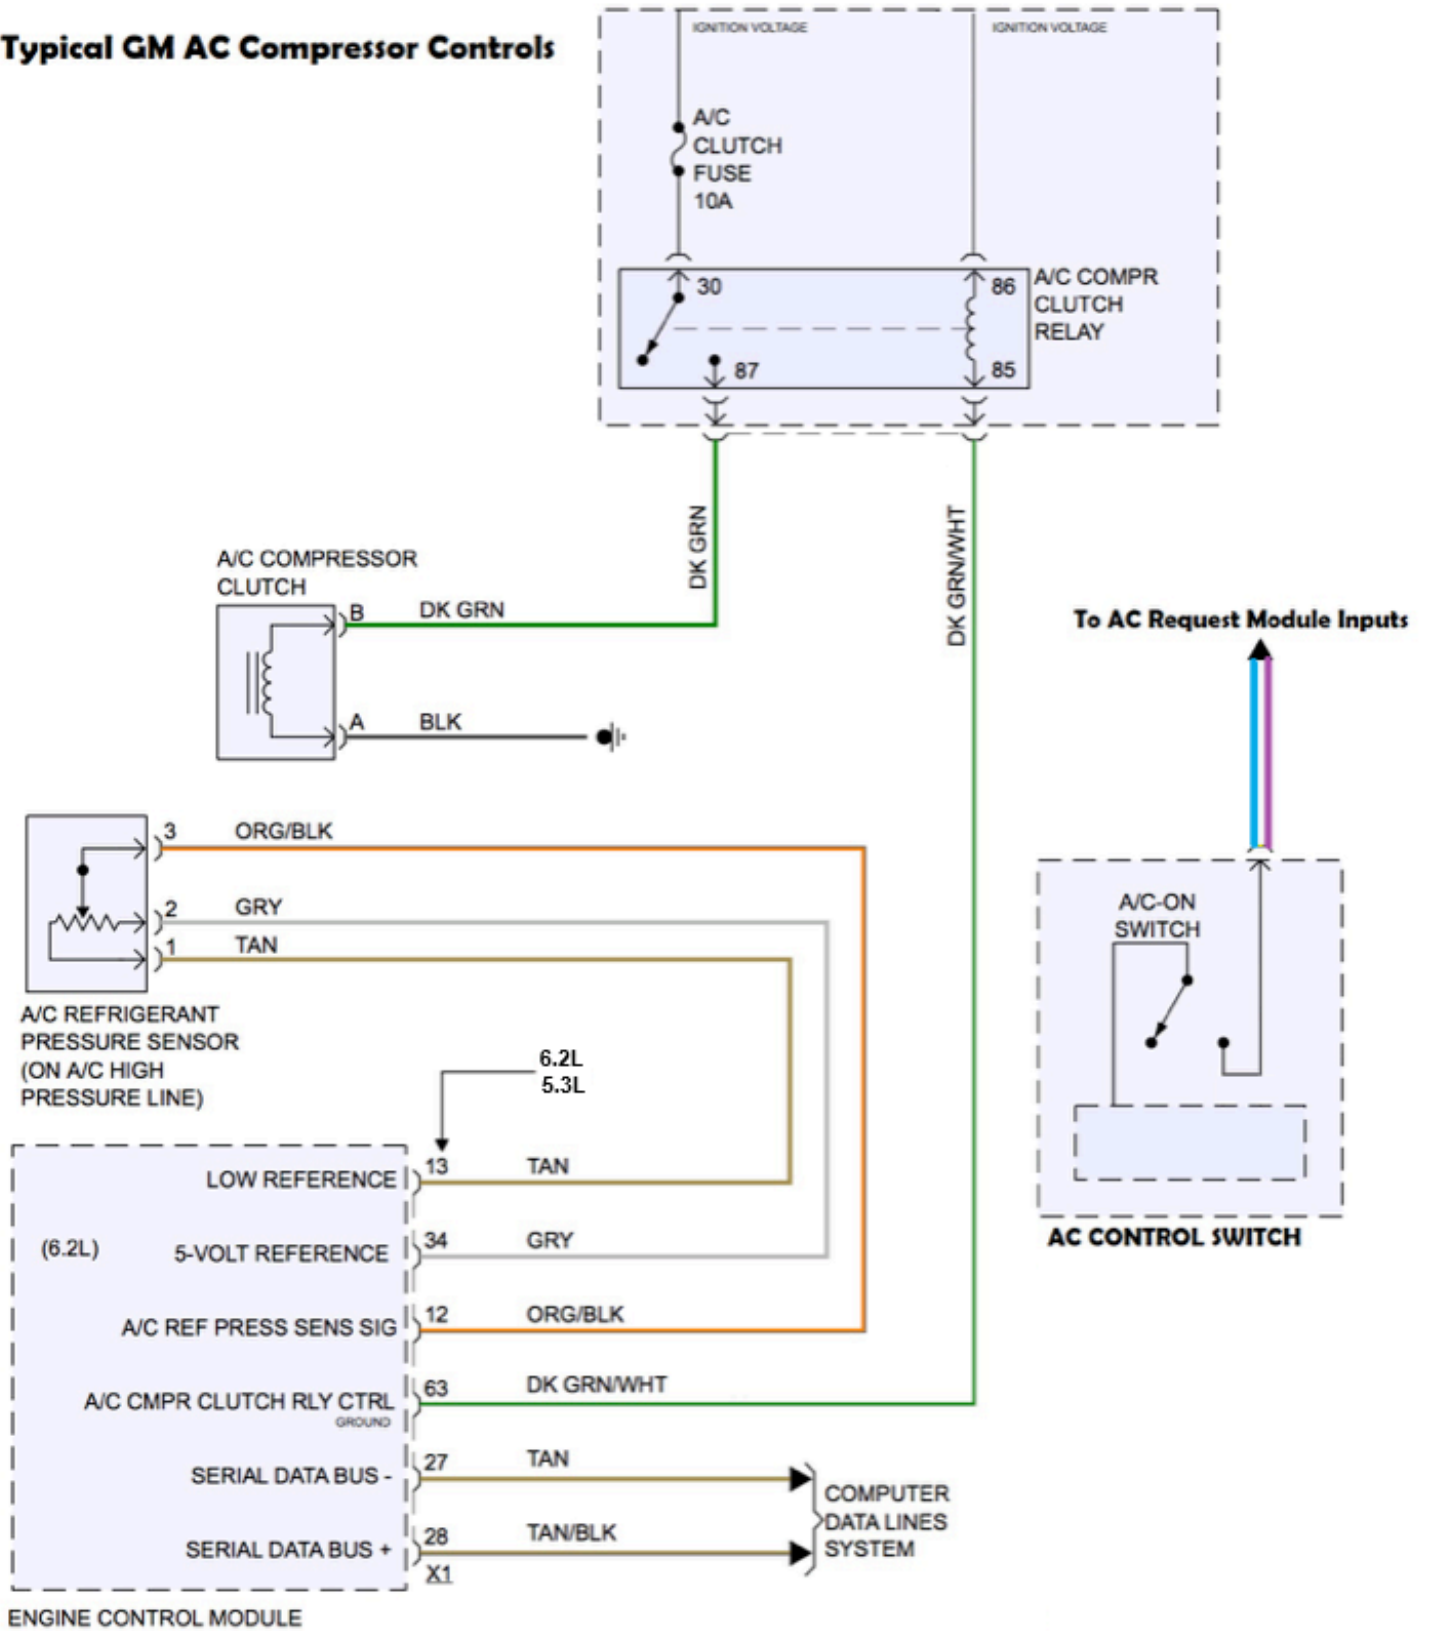 Typical GM AC Compressor Controls
IGNITION VOLTAGE
IGNITION VOLTAGE
A/C
CLUTCH
FUSE
10A
30
86
87
85
A/C COMPR
CLUTCH
RELAY
DK GRN
DK GRN/WHT
A/C COMPRESSOR
CLUTCH
B
DK GRN
A
BLK
To AC Request Module Inputs
3
ORG/BLK
2
GRY
1
TAN
A/C REFRIGERANT
PRESSURE SENSOR
(ON A/C HIGH
PRESSURE LINE)
A/C-ON
SWITCH
AC CONTROL SWITCH
6.2L
5.3L
LOW REFERENCE
13
TAN
(6.2L)
5-VOLT REFERENCE
34
GRY
A/C REF PRESS SENS SIG
12
ORG/BLK
A/C CMPR CLUTCH RLY CTRL
GROUND
63
DK GRN/WHT
SERIAL DATA BUS -
27
TAN
SERIAL DATA BUS +
28
TAN/BLK
X1
COMPUTER
DATA LINES
SYSTEM
ENGINE CONTROL MODULE